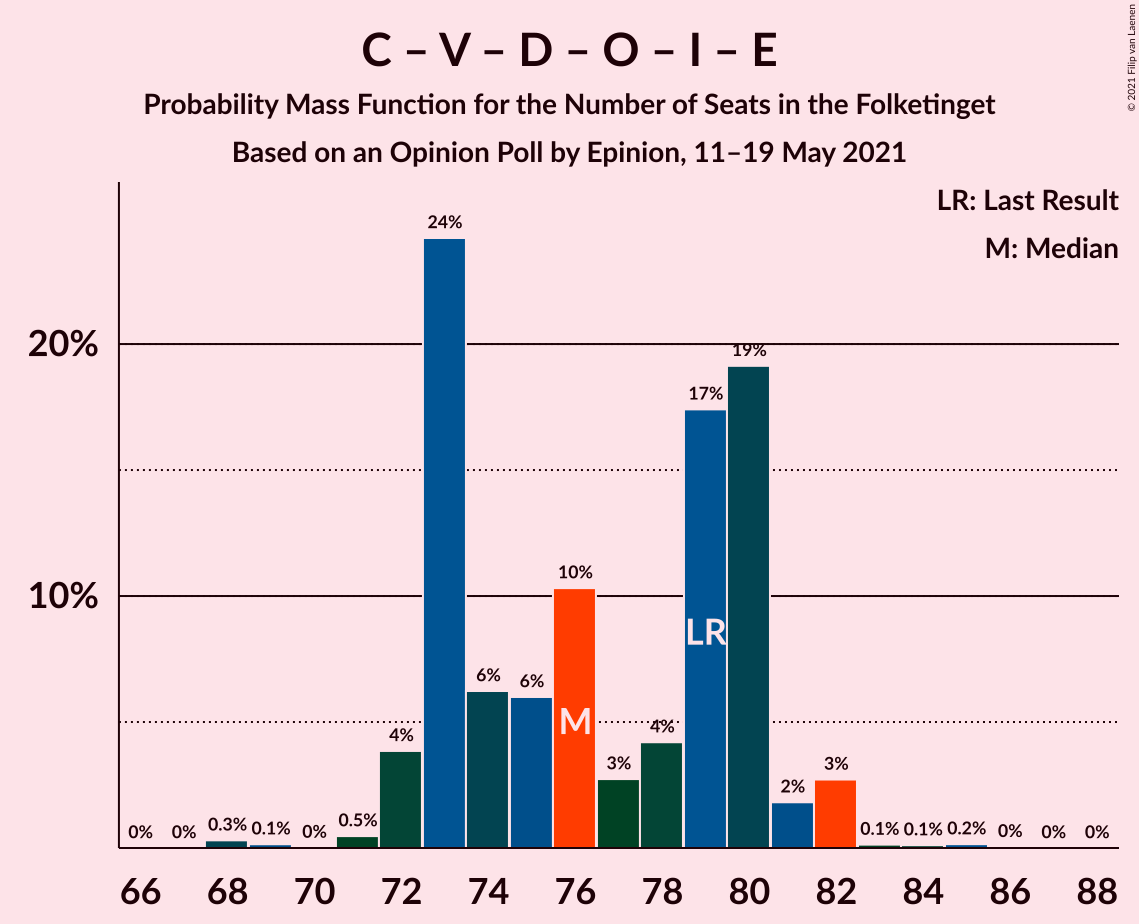 C – V – D – O – I – E
Probability Mass Function for the Number of Seats in the Folketinget
Based on an Opinion Poll by Epinion, 11–19 May 2021
© 2021 Filip van Laenen
LR: Last Result
M: Median
20%
10%
0%
0%
0.3%
0.1%
0%
0.5%
4%
24%
6%
6%
10%
3%
4%
17%
19%
2%
3%
0.1%
0.1%
0.2%
0%
0%
0%
LR
M
66 68 70 72 74 76 78 80 82 84 86 88